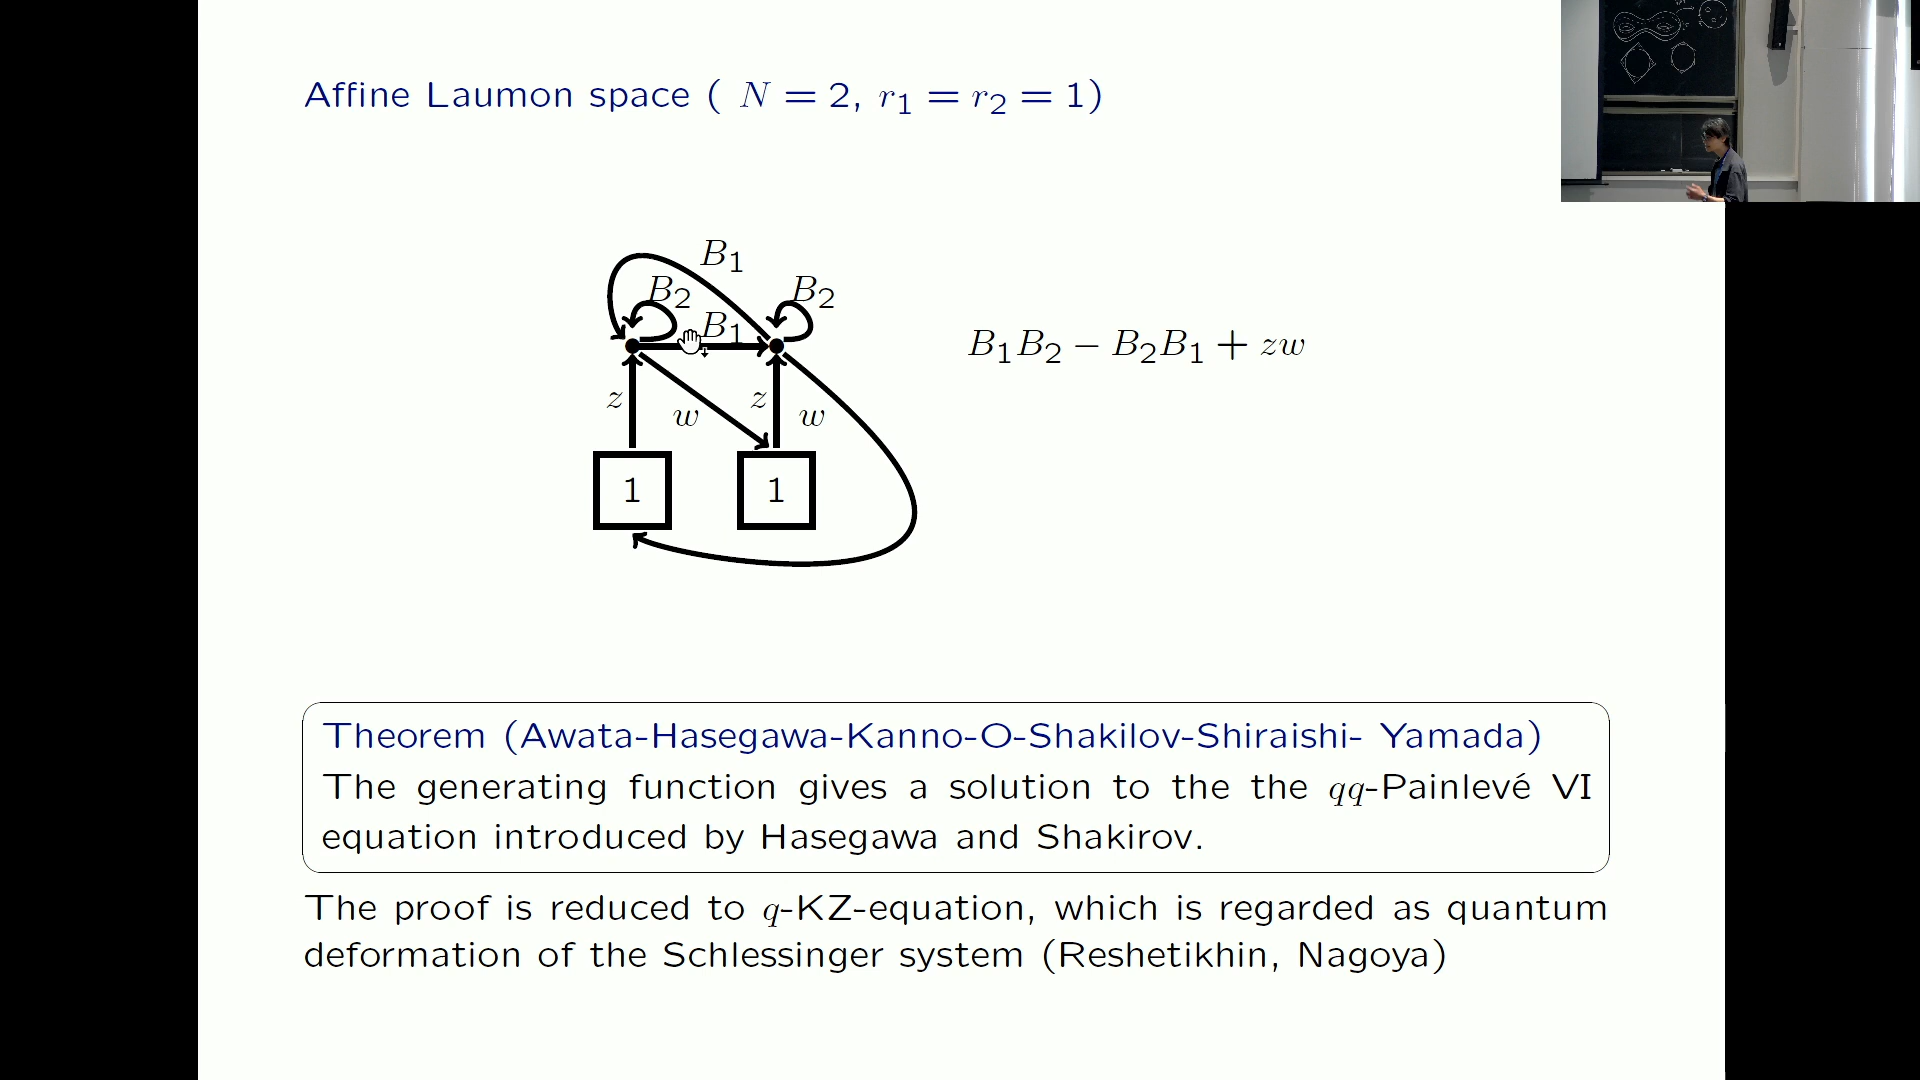 Affine Laumon space ( N = 2, r₁ = r₂ = 1)
B₁
B₂ B₂
B₁
B₁B₂ − B₂B₁ + zw
z w z w
1 1
Theorem (Awata-Hasegawa-Kanno-O-Shakilov-Shiraishi- Yamada)
The generating function gives a solution to the the qq-Painlevé VI
equation introduced by Hasegawa and Shakirov.
The proof is reduced to q-KZ-equation, which is regarded as quantum
deformation of the Schlessinger system (Reshetikhin, Nagoya)